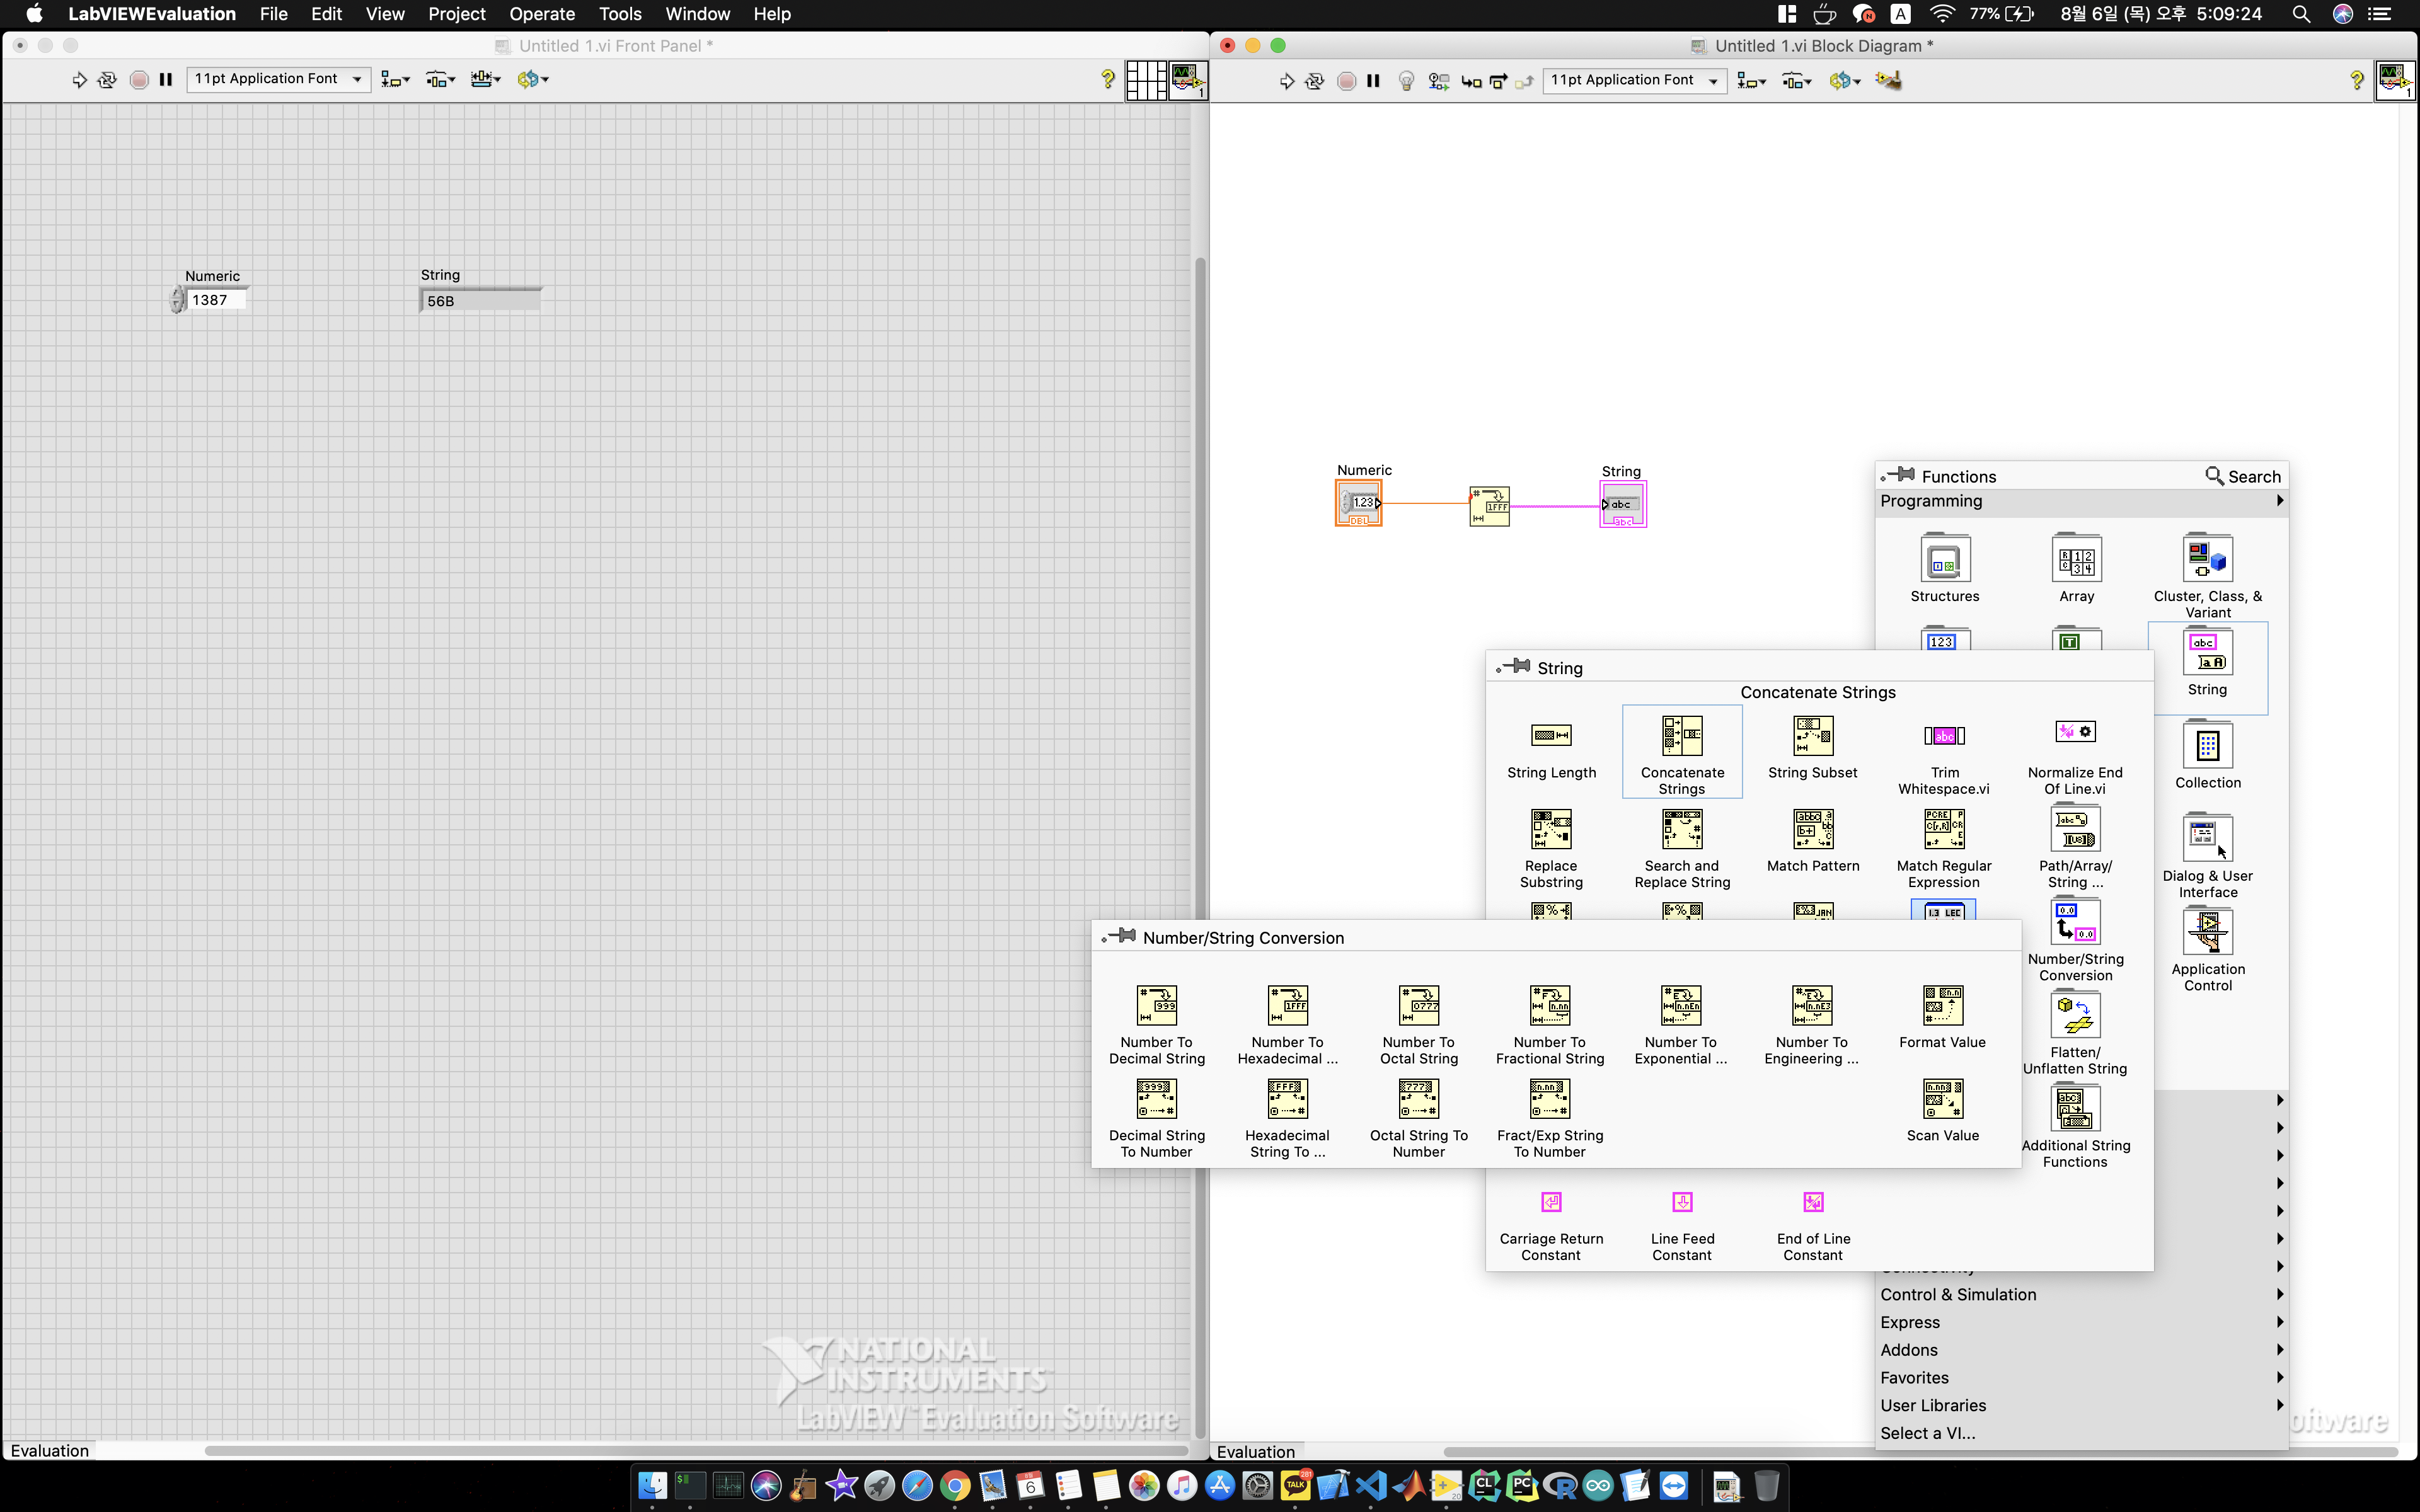 LabVIEWEvaluation File Edit View Project Operate Tools Window Help
A 77% 8월 6일 (목) 오후 5:09:24
Untitled 1.vi Front Panel *
11pt Application Font
Numeric
1387
String
56B
NATIONAL
INSTRUMENTS
LabVIEW™ Evaluation Software
Evaluation
Untitled 1.vi Block Diagram *
11pt Application Font
Numeric
1.23
DBL
1FFF
String
abc
abc
Functions
Search
Programming
Structures
Array
Cluster, Class, &
Variant
123
String
Collection
Dialog & User
Interface
Application
Control
String
Concatenate Strings
String Length
Concatenate
Strings
String Subset
Trim
Whitespace.vi
Normalize End
Of Line.vi
Replace
Substring
Search and
Replace String
Match Pattern
Match Regular
Expression
Path/Array/
String ...
Number/String
Conversion
Flatten/
Unflatten String
Additional String
Functions
Number/String Conversion
Number To
Decimal String
Number To
Hexadecimal ...
Number To
Octal String
Number To
Fractional String
Number To
Exponential ...
Number To
Engineering ...
Format Value
Decimal String
To Number
Hexadecimal
String To ...
Octal String To
Number
Fract/Exp String
To Number
Scan Value
Carriage Return
Constant
Line Feed
Constant
End of Line
Constant
Control & Simulation
Express
Addons
Favorites
User Libraries
Select a VI...
Evaluation